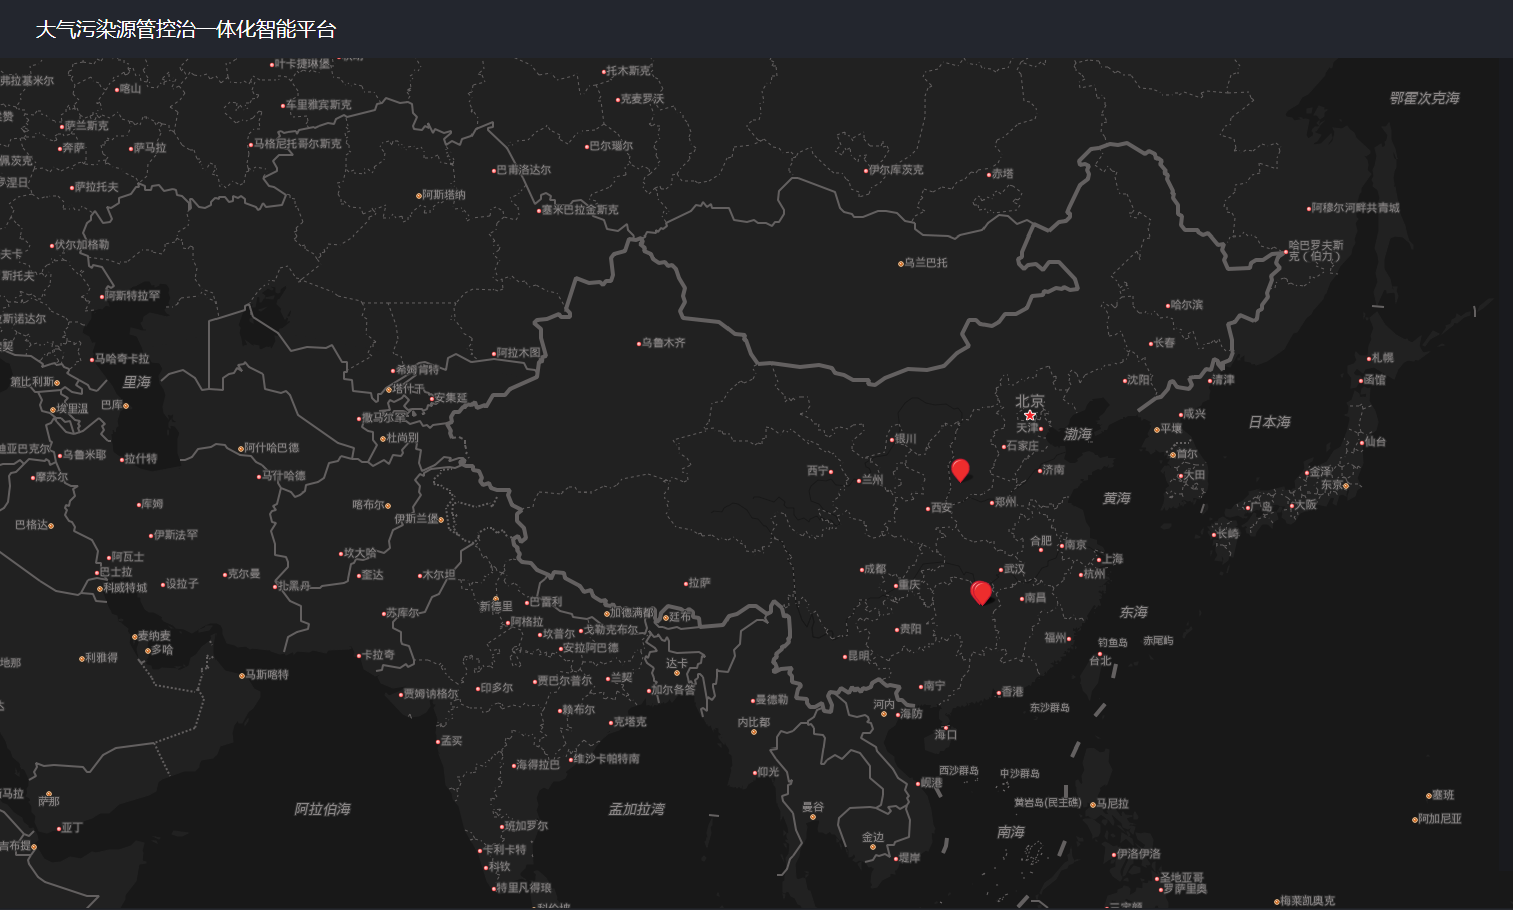 大气污染源管控治一体化智能平台
叶卡捷琳堡
托木斯克
弗拉基米尔
喀山
克麦罗沃
鄂霍次克海
车里雅宾斯克
萨兰斯克
奔萨
萨马拉
马格尼托哥尔斯克
巴尔瑙尔
佩茨克
巴甫洛达尔
伊尔库茨克
赤塔
萨拉托夫
阿斯塔纳
塞米巴拉金斯克
阿穆尔河畔共青城
伏尔加格勒
哈巴罗夫斯
克（伯力）
夫卡
斯托夫
乌兰巴托
阿斯特拉罕
哈尔滨
斯诺达尔
乌鲁木齐
长春
阿拉木图
马哈奇卡拉
札幌
希姆肯特
第比利斯
里海
塔什干
沈阳
清津
函馆
安集延
北京
埃里温
巴库
撒马尔罕
咸兴
日本海
天津
平壤
渤海
杜尚别
银川
石家庄
仙台
迪亚巴克尔
乌鲁米耶
拉什特
阿什哈巴德
首尔
西宁
兰州
济南
大田
金泽
摩苏尔
马什哈德
东京
黄海
库姆
喀布尔
西安
郑州
广岛
大阪
巴格达
伊斯兰堡
伊斯法罕
长崎
合肥
南京
坎大哈
阿瓦士
上海
巴士拉
克尔曼
奎达
木尔坦
成都
武汉
杭州
科威特城
设拉子
扎黑丹
拉萨
重庆
新德里
巴雷利
南昌
苏库尔
加德满都
廷布
东海
阿格拉
贵阳
麦纳麦
坎普尔
戈勒克布尔
福州
钓鱼岛
赤尾屿
多哈
安拉阿巴德
利雅得
卡拉奇
昆明
台北
地那
达卡
马斯喀特
贾巴尔普尔
兰契
南宁
印多尔
加尔各答
香港
贾姆讷格尔
曼德勒
河内
东沙群岛
赖布尔
海防
克塔克
内比都
海口
孟买
维沙卡帕特南
海得拉巴
仰光
西沙群岛
中沙群岛
岘港
塞班
萨那
阿拉伯海
孟加拉湾
曼谷
黄岩岛(民主礁)
马尼拉
阿加尼亚
亚丁
班加罗尔
金边
南海
吉布提
卡利卡特
堤岸
伊洛伊洛
科钦
圣地亚哥
特里凡得琅
罗萨里奥
梅莱凯奥克